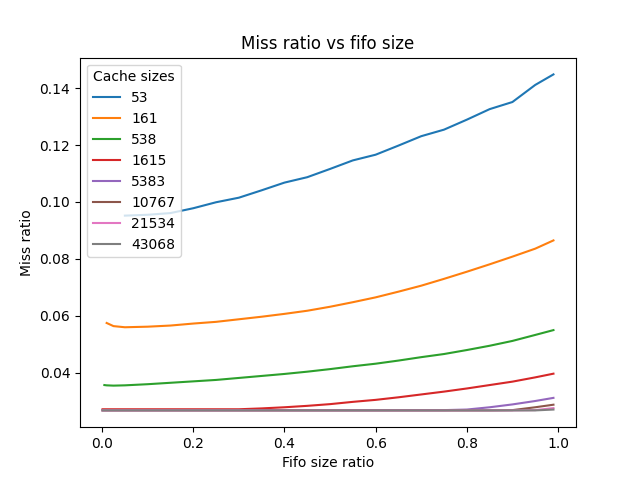 Miss ratio vs fifo size
Cache sizes
53
161
538
1615
5383
10767
21534
43068
0.14
0.12
0.10
0.08
0.06
0.04
Miss ratio
0.0 0.2 0.4 0.6 0.8 1.0
Fifo size ratio